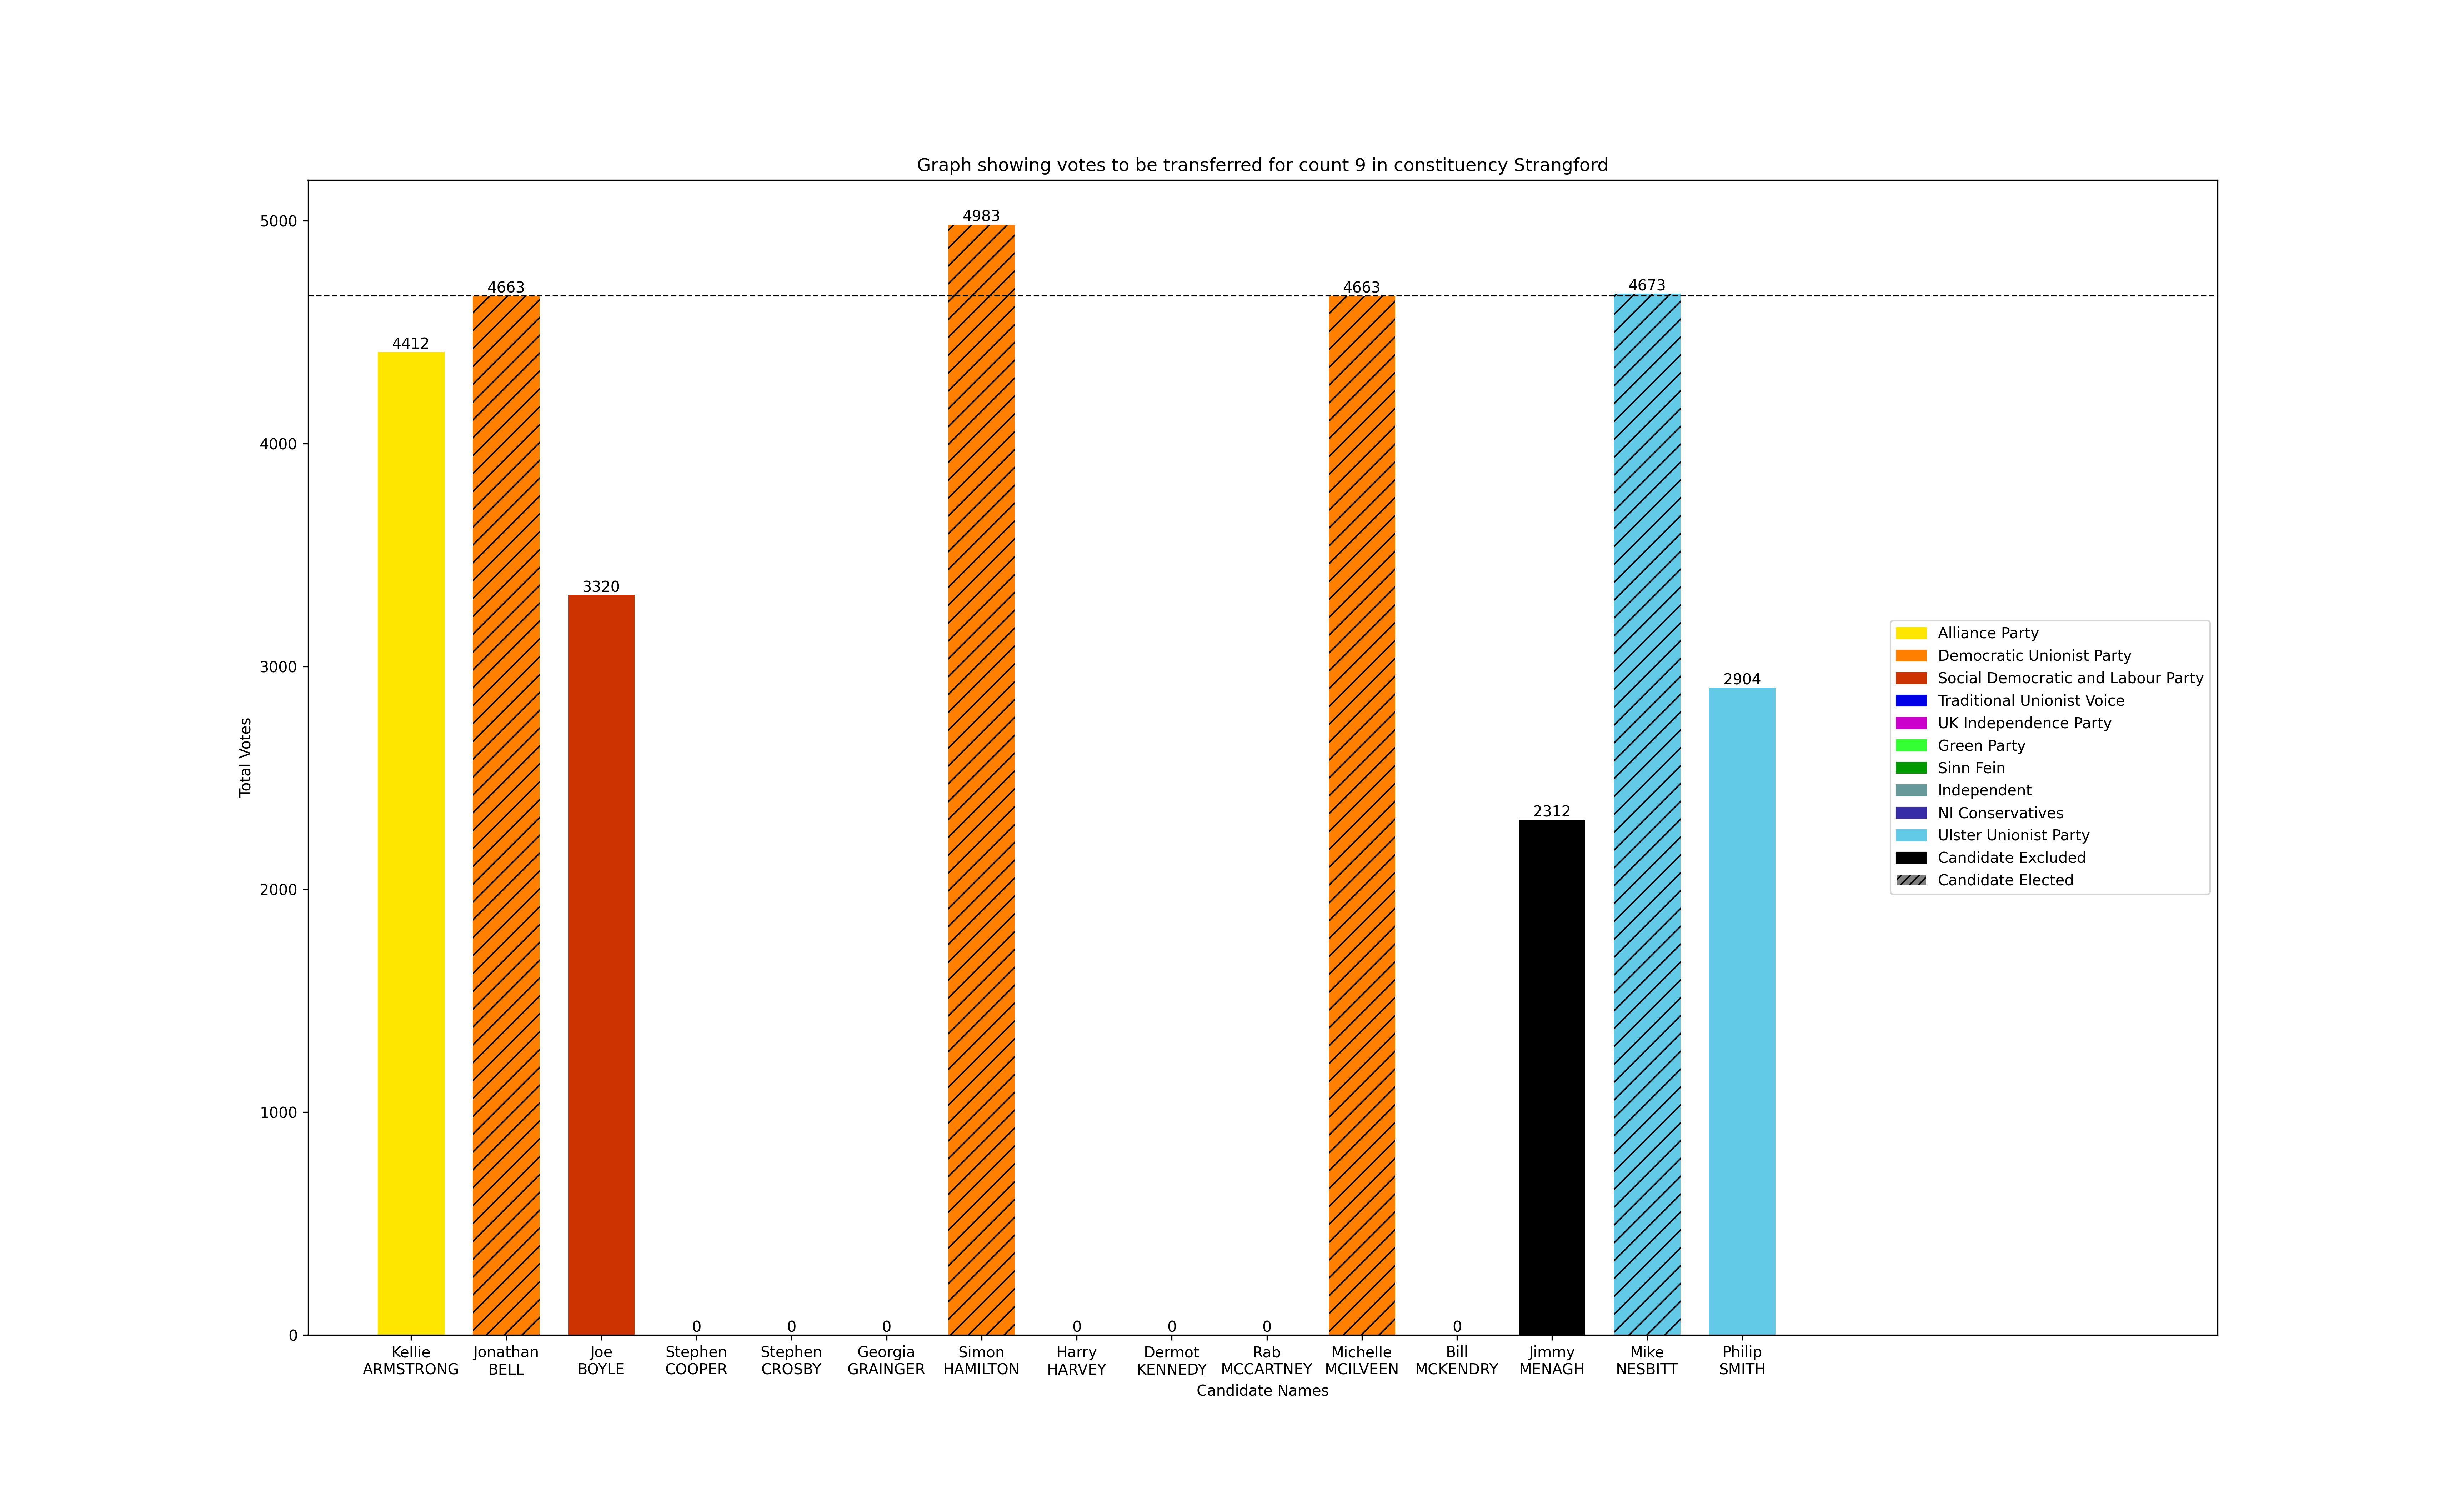 Graph showing votes to be transferred for count 9 in constituency Strangford
5000
4000
3000
2000
1000
0
Total Votes
4412
4663
3320
0
0
0
4983
0
0
0
4663
0
2312
4673
2904
Kellie
ARMSTRONG
Jonathan
BELL
Joe
BOYLE
Stephen
COOPER
Stephen
CROSBY
Georgia
GRAINGER
Simon
HAMILTON
Harry
HARVEY
Dermot
KENNEDY
Rab
MCCARTNEY
Michelle
MCILVEEN
Bill
MCKENDRY
Jimmy
MENAGH
Mike
NESBITT
Philip
SMITH
Candidate Names
Alliance Party
Democratic Unionist Party
Social Democratic and Labour Party
Traditional Unionist Voice
UK Independence Party
Green Party
Sinn Fein
Independent
NI Conservatives
Ulster Unionist Party
Candidate Excluded
Candidate Elected